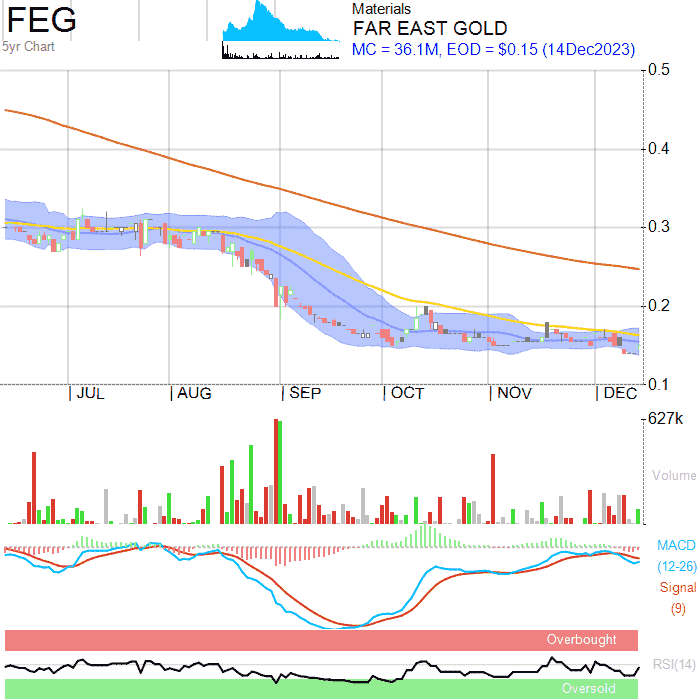 FEG
5yr Chart
Materials
FAR EAST GOLD
MC = 36.1M, EOD = $0.15 (14Dec2023)
0.5
0.4
0.3
0.2
0.1
JUL AUG SEP OCT NOV DEC
627k
Volume
MACD
(12-26)
Signal
(9)
Overbought
RSI(14)
Oversold